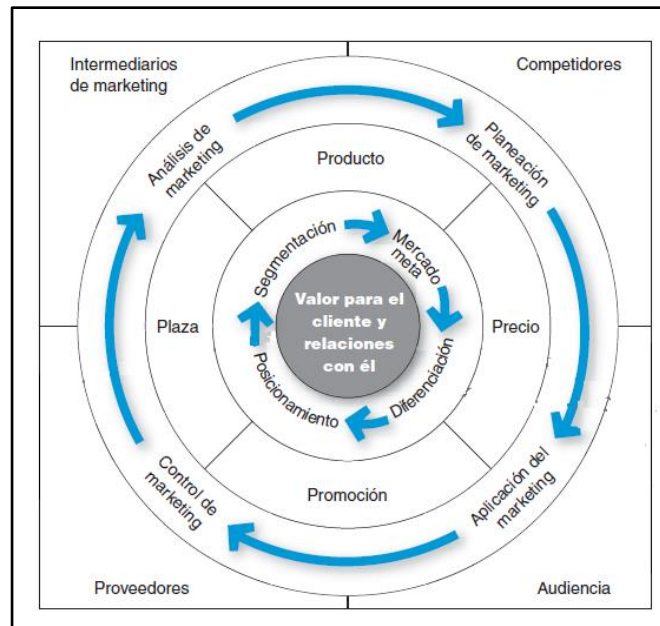 Intermediarios
de marketing
Competidores
Análisis de
marketing
Planeación
de marketing
Producto
Segmentación
Mercado
meta
Plaza
Valor para el
cliente y
relaciones
con él
Precio
Posicionamiento
Diferenciación
Promoción
Control de
marketing
Aplicación del
marketing
Proveedores
Audiencia